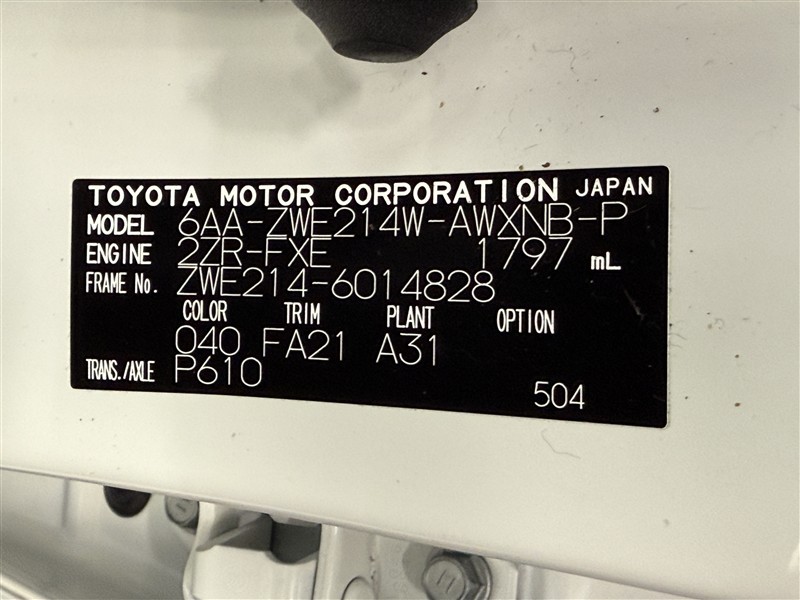 TOYOTA MOTOR CORPORATION JAPAN
MODEL 6AA-ZWE214W-AWXNB-P
ENGINE 2ZR-FXE 1797 mL
FRAME No. ZWE214-6014828
COLOR TRIM PLANT OPTION
040 FA21 A31
TRANS./AXLE P610
504